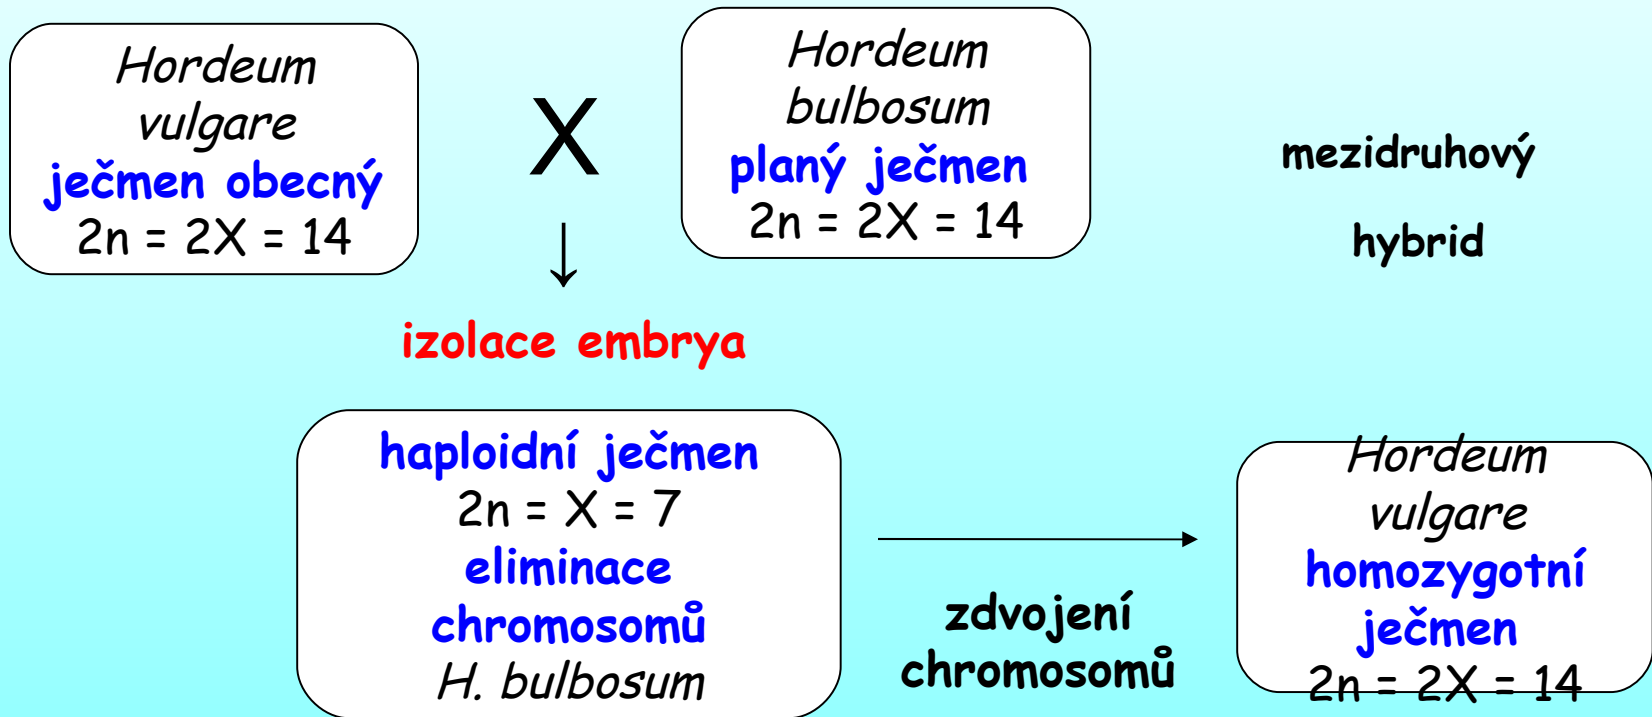 Hordeum
vulgare
ječmen obecný
2n = 2X = 14
X
↓
Hordeum
bulbosum
planý ječmen
2n = 2X = 14
mezidruhový
hybrid
izolace embrya
haploidní ječmen
2n = X = 7
eliminace
chromosomů
H. bulbosum
zdvojení
chromosomů
Hordeum
vulgare
homozygotní
ječmen
2n = 2X = 14